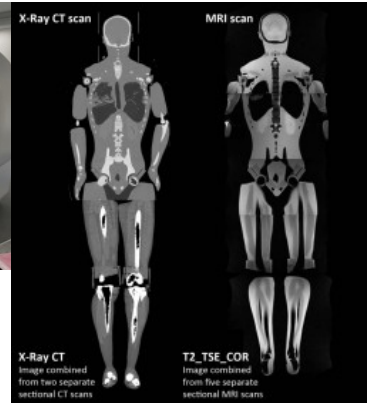 X-Ray CT scan
MRI scan
X-Ray CT
Image combined
from two separate
sectional CT scans
T2_TSE_COR
Image combined
from five separate
sectional MRI scans